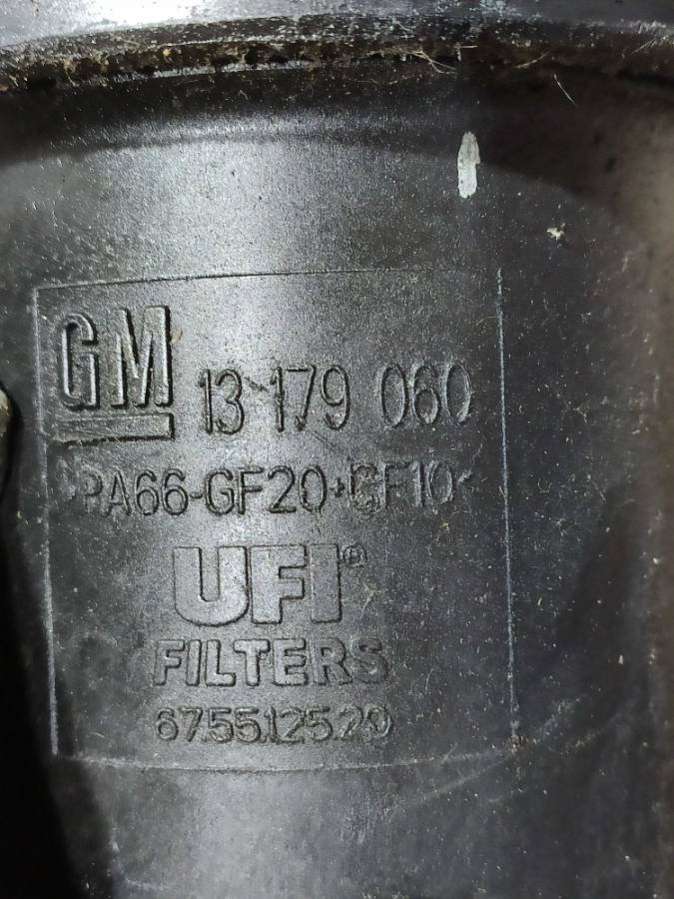 GM 13 179 060
>PA66-GF20+CF10<
UFI®
FILTERS
67.55.125.20